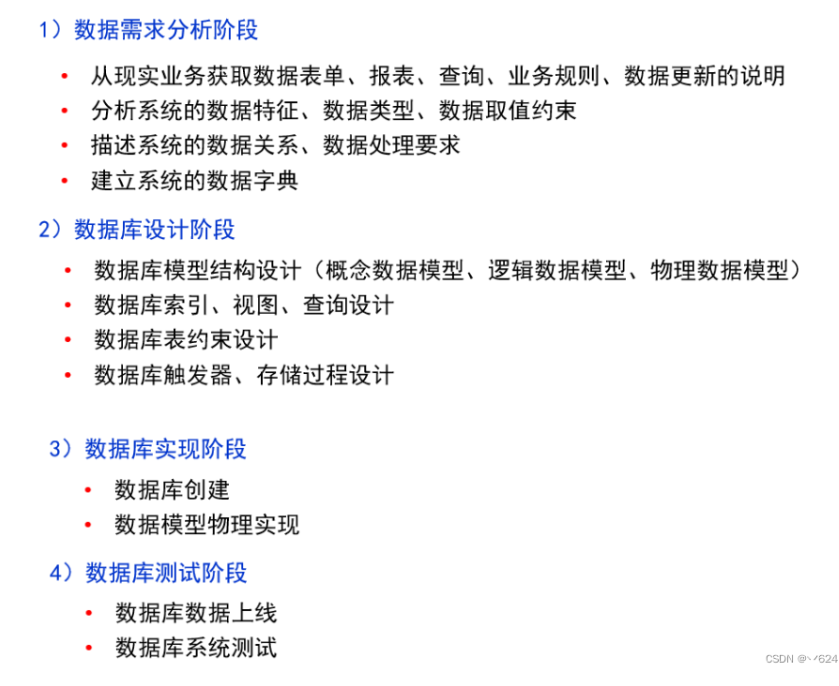 1）数据需求分析阶段
• 从现实业务获取数据表单、报表、查询、业务规则、数据更新的说明
• 分析系统的数据特征、数据类型、数据取值约束
• 描述系统的数据关系、数据处理要求
• 建立系统的数据字典
2）数据库设计阶段
• 数据库模型结构设计（概念数据模型、逻辑数据模型、物理数据模型）
• 数据库索引、视图、查询设计
• 数据库表约束设计
• 数据库触发器、存储过程设计
3）数据库实现阶段
• 数据库创建
• 数据模型物理实现
4）数据库测试阶段
• 数据库数据上线
• 数据库系统测试
CSDN